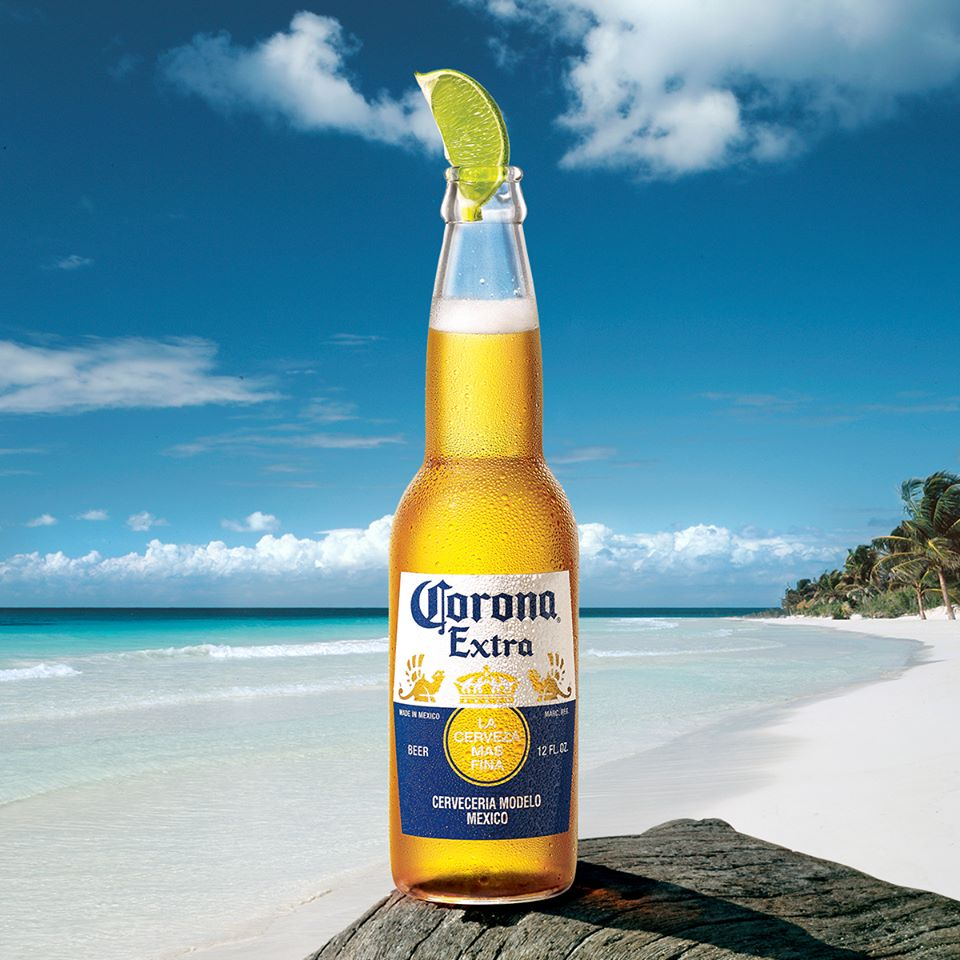 Corona
Extra
MADE IN MEXICO
MARC. REG.
LA
CERVEZA
MAS
FINA
BEER
12 FL. OZ.
CERVECERIA MODELO
MEXICO